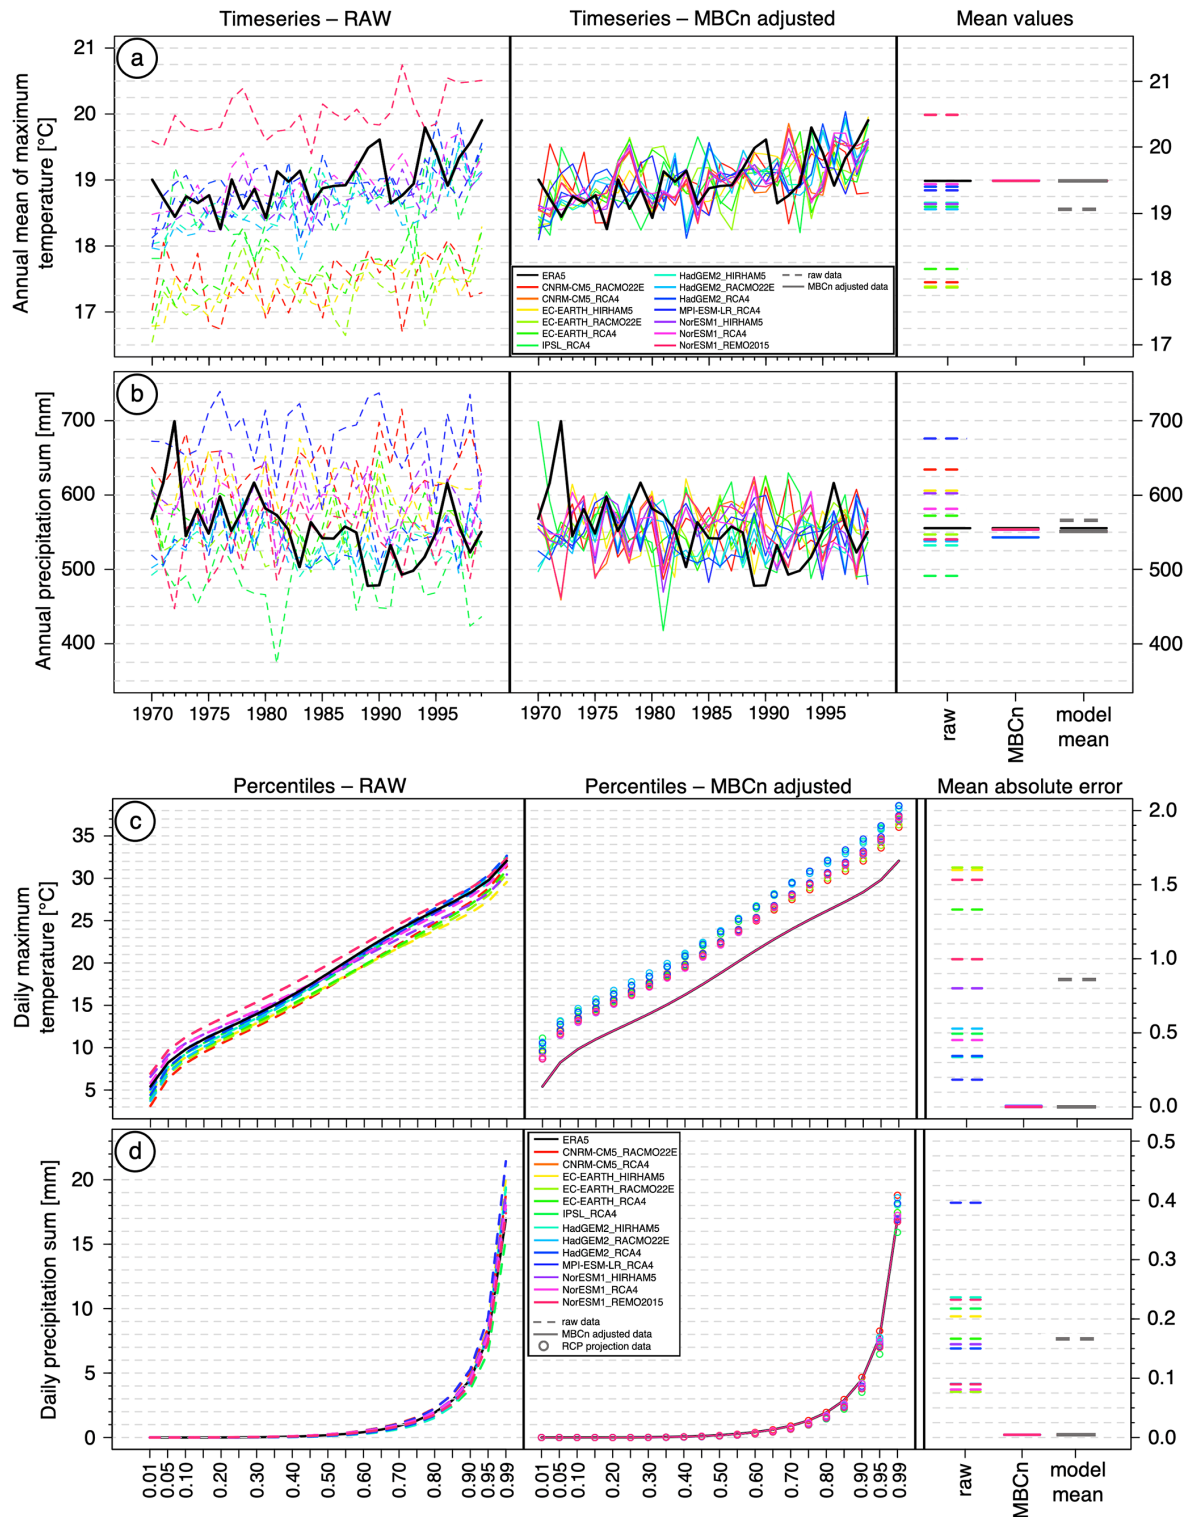 Timeseries – RAW
Timeseries – MBCn adjusted
Mean values
a
Annual mean of maximum
temperature [°C]
21
20
19
18
17
21
20
19
18
17
ERA5
CNRM-CM5_RACMO22E
CNRM-CM5_RCA4
EC-EARTH_HIRHAM5
EC-EARTH_RACMO22E
EC-EARTH_RCA4
IPSL_RCA4
HadGEM2_HIRHAM5
HadGEM2_RACMO22E
HadGEM2_RCA4
MPI-ESM-LR_RCA4
NorESM1_HIRHAM5
NorESM1_RCA4
NorESM1_REMO2015
raw data
MBCn adjusted data
b
Annual precipitation sum [mm]
700
600
500
400
700
600
500
400
1970 1975 1980 1985 1990 1995
1970 1975 1980 1985 1990 1995
raw
MBCn
model
mean
Percentiles – RAW
Percentiles – MBCn adjusted
Mean absolute error
c
Daily maximum
temperature [°C]
35
30
25
20
15
10
5
2.0
1.5
1.0
0.5
0.0
d
Daily precipitation sum [mm]
20
15
10
5
0
ERA5
CNRM-CM5_RACMO22E
CNRM-CM5_RCA4
EC-EARTH_HIRHAM5
EC-EARTH_RACMO22E
EC-EARTH_RCA4
IPSL_RCA4
HadGEM2_HIRHAM5
HadGEM2_RACMO22E
HadGEM2_RCA4
MPI-ESM-LR_RCA4
NorESM1_HIRHAM5
NorESM1_RCA4
NorESM1_REMO2015
raw data
MBCn adjusted data
RCP projection data
0.5
0.4
0.3
0.2
0.1
0.0
0.01 0.05 0.10 0.20 0.30 0.40 0.50 0.60 0.70 0.80 0.90 0.95 0.99
0.01 0.05 0.10 0.20 0.30 0.40 0.50 0.60 0.70 0.80 0.90 0.95 0.99
raw
MBCn
model
mean